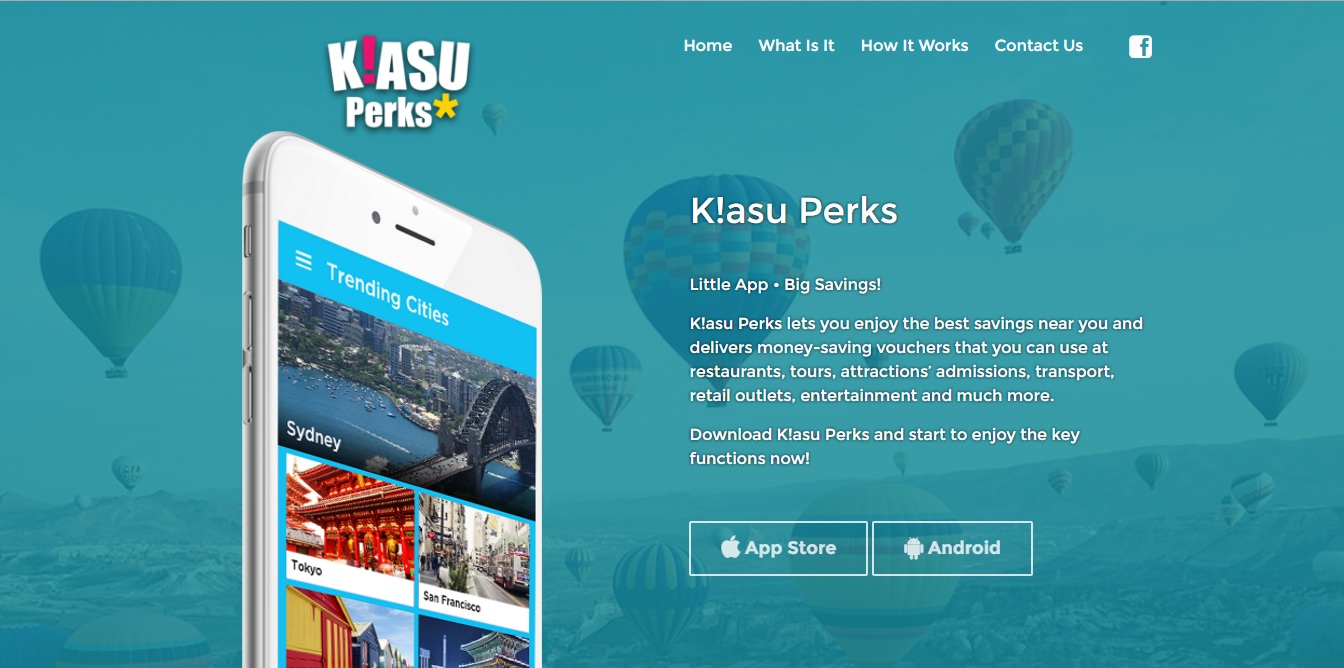 K!ASU
Perks*
Home What Is It How It Works Contact Us
Trending Cities
Sydney
Tokyo
San Francisco
K!asu Perks
Little App • Big Savings!
K!asu Perks lets you enjoy the best savings near you and
delivers money-saving vouchers that you can use at
restaurants, tours, attractions’ admissions, transport,
retail outlets, entertainment and much more.
Download K!asu Perks and start to enjoy the key
functions now!
App Store
Android